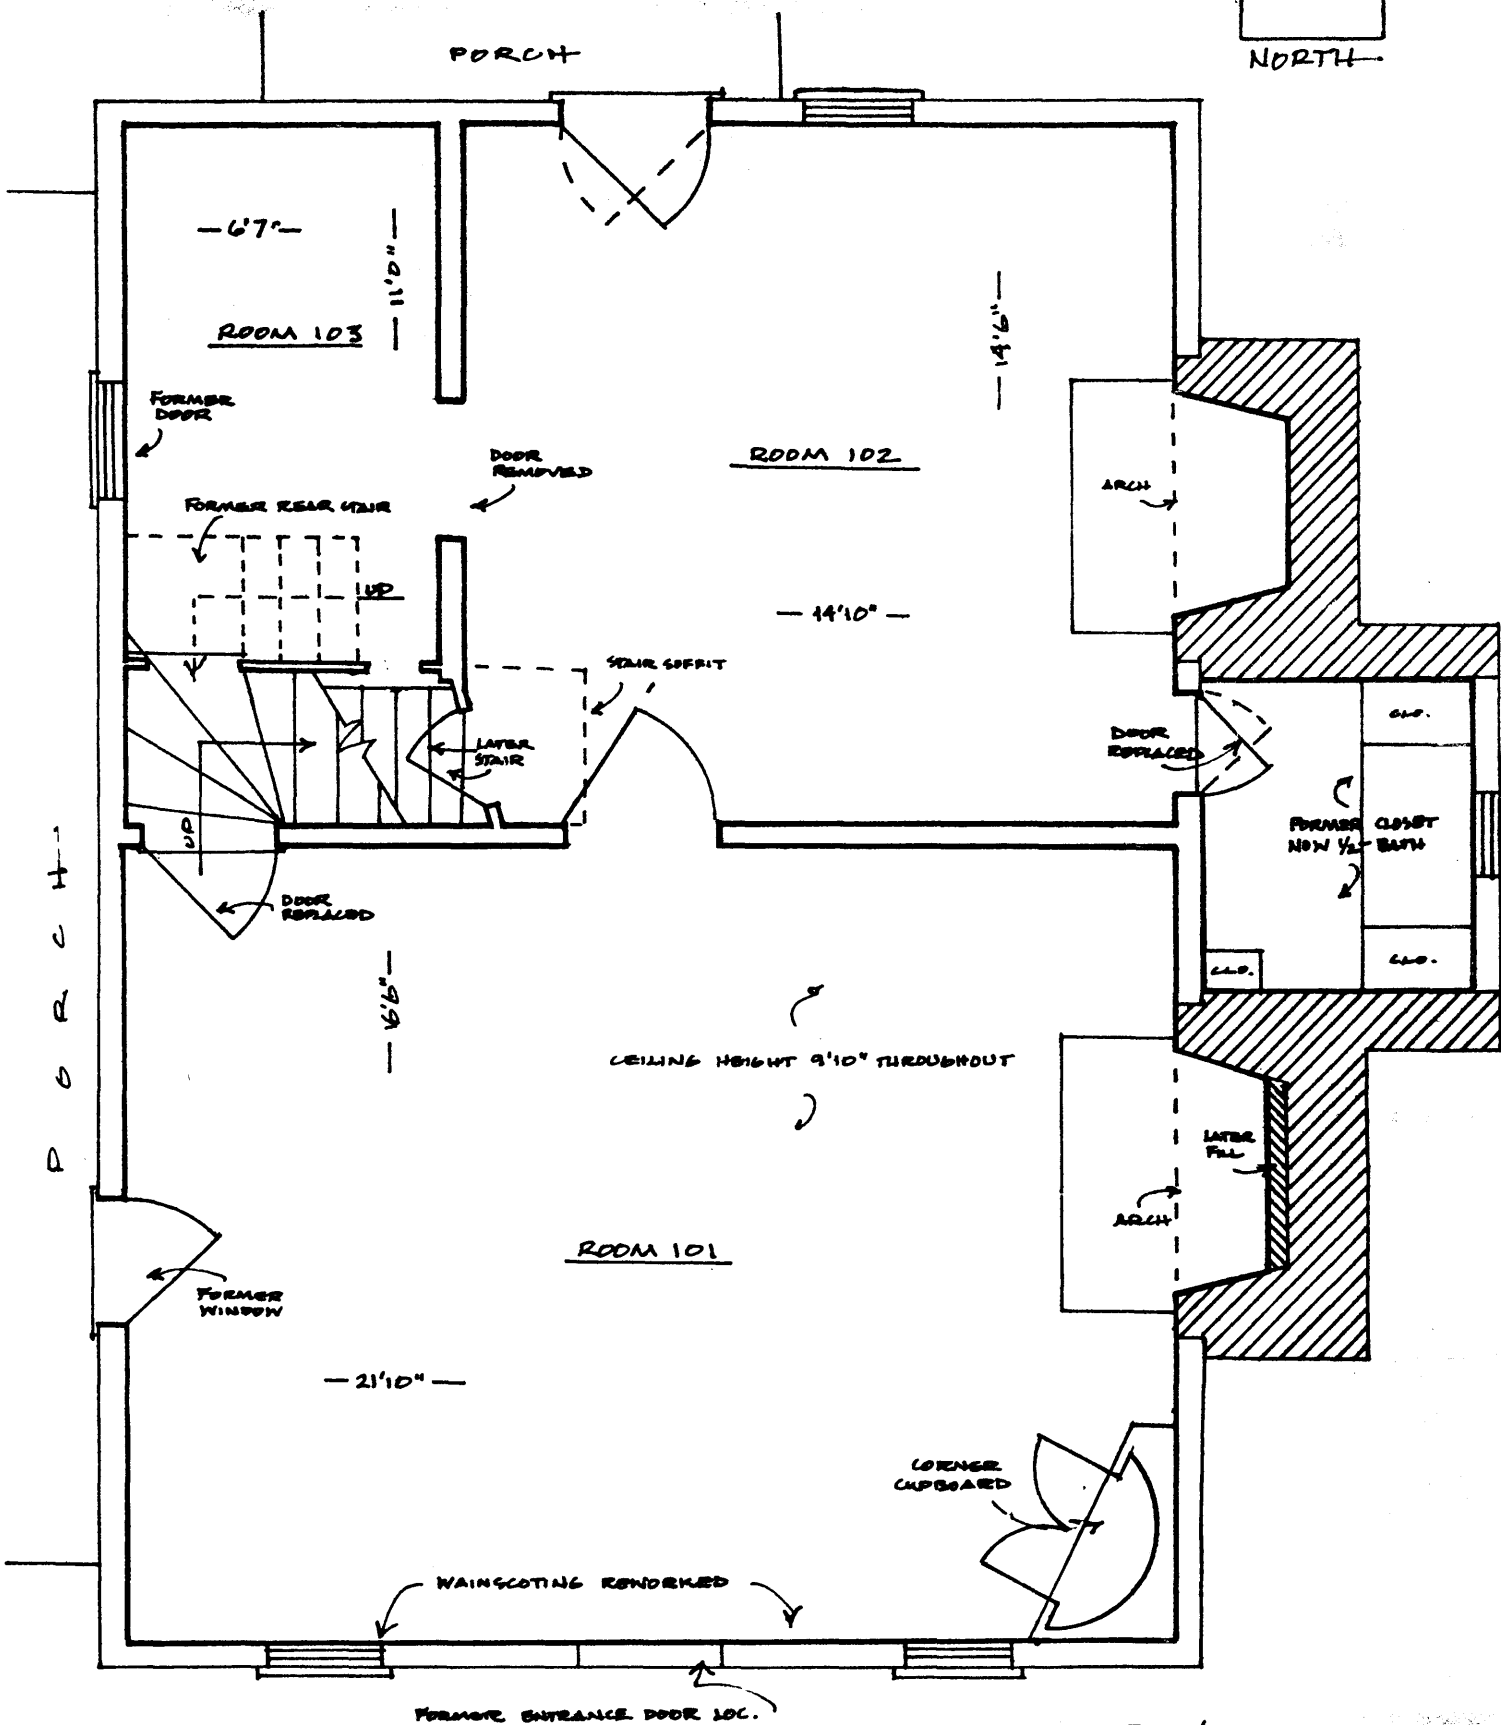 PORCH
NORTH
6'7"
11'0"
ROOM 103
14'6"
FORMER
DOOR
DOOR
REMOVED
ROOM 102
ARCH
FORMER REAR STAIR
UP
14'10"
STAIR SOFFIT
LATER
STAIR
DOOR
REPLACED
CLO.
FORMER CLOSET
NOW 1/2 BATH
UP
DOOR
REPLACED
CLO.
CLO.
PORCH
16'6"
CEILING HEIGHT 9'10" THROUGHOUT
LATER
FILL
ARCH
ROOM 101
FORMER
WINDOW
21'10"
CORNER
CUPBOARD
WAINSCOTING REWORKED
FORMER ENTRANCE DOOR LOC.